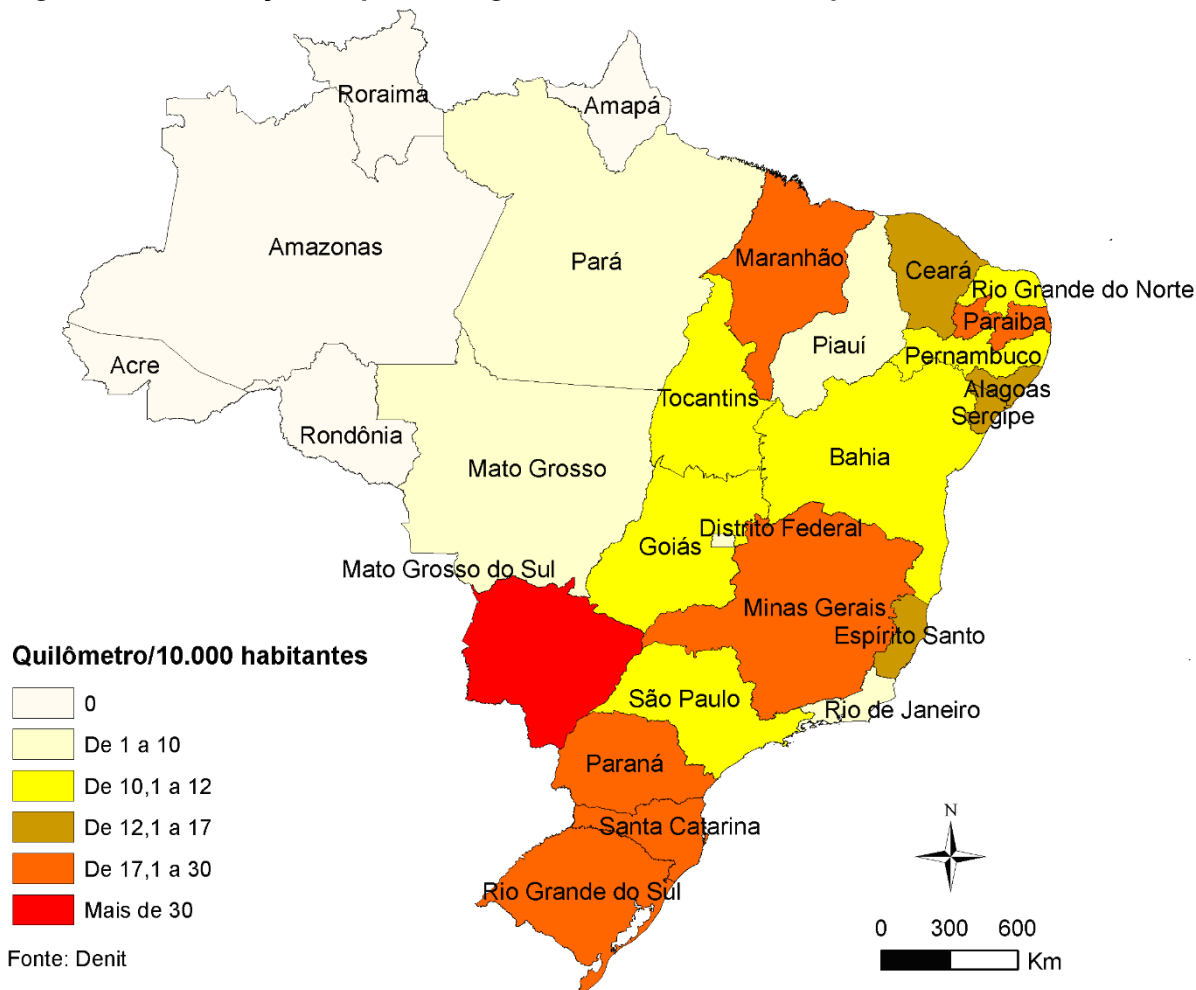 Roraima
Amapá
Amazonas
Pará
Maranhão
Ceará
Rio Grande do Norte
Paraiba
Piauí
Pernambuco
Acre
Tocantins
Alagoas
Sergipe
Rondônia
Bahia
Mato Grosso
Distrito Federal
Goiás
Mato Grosso do Sul
Minas Gerais
Espírito Santo
São Paulo
Rio de Janeiro
Paraná
Santa Catarina
Rio Grande do Sul
Quilômetro/10.000 habitantes
0
De 1 a 10
De 10,1 a 12
De 12,1 a 17
De 17,1 a 30
Mais de 30
Fonte: Denit
N
0 300 600
Km